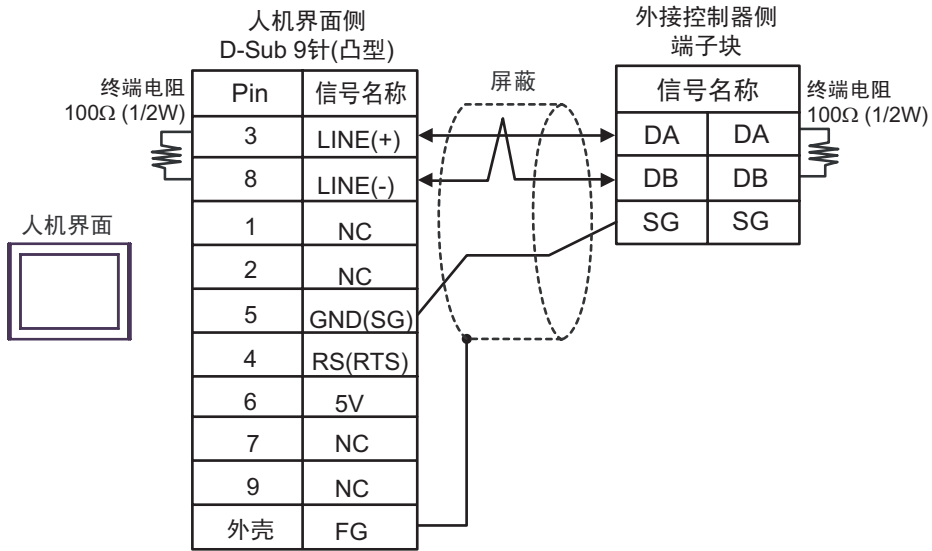 人机界面侧
D-Sub 9针(凸型)
外接控制器侧
端子块
终端电阻
100Ω (1/2W)
Pin 信号名称
屏蔽
信号名称
终端电阻
100Ω (1/2W)
3 LINE(+)
DA DA
8 LINE(-)
DB DB
人机界面
1 NC
SG SG
2 NC
5 GND(SG)
4 RS(RTS)
6 5V
7 NC
9 NC
外壳 FG